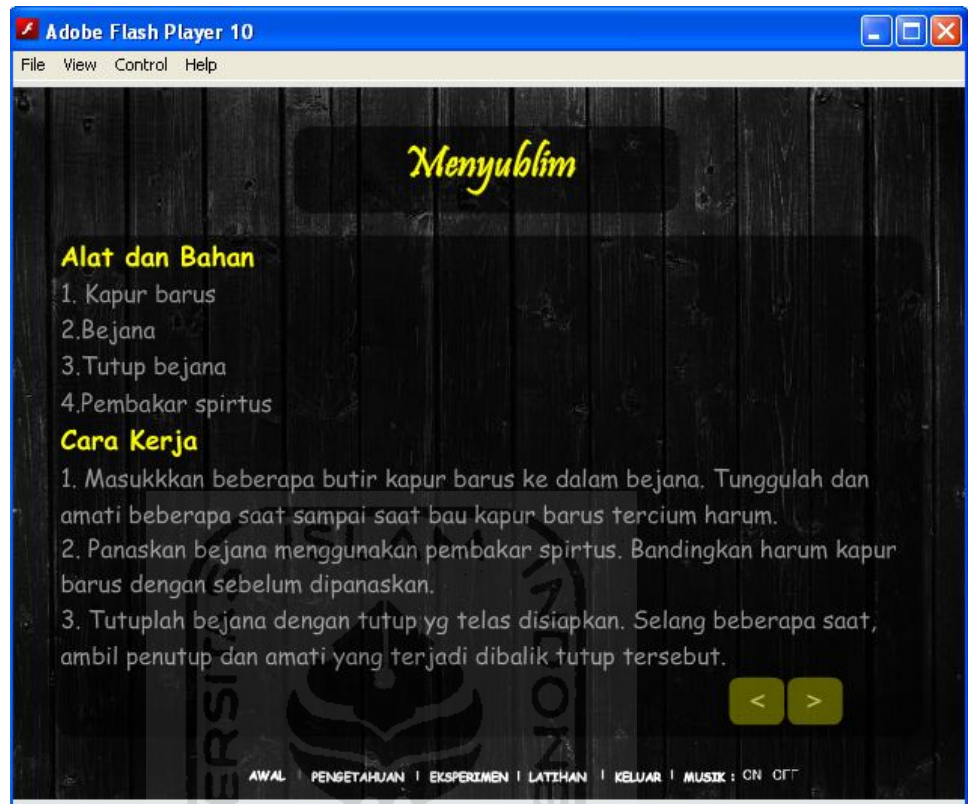 Adobe Flash Player 10
File View Control Help
Menyublim
Alat dan Bahan
1. Kapur barus
2.Bejana
3.Tutup bejana
4.Pembakar spirtus
Cara Kerja
1. Masukkkan beberapa butir kapur barus ke dalam bejana. Tunggulah dan
amati beberapa saat sampai saat bau kapur barus tercium harum.
2. Panaskan bejana menggunakan pembakar spirtus. Bandingkan harum kapur
barus dengan sebelum dipanaskan.
3. Tutuplah bejana dengan tutup yg telas disiapkan. Selang beberapa saat,
ambil penutup dan amati yang terjadi dibalik tutup tersebut.
< >
AWAL | PENGETAHUAN | EKSPERIMEN | LATIHAN | KELUAR | MUSIK : ON OFF
ISLAM